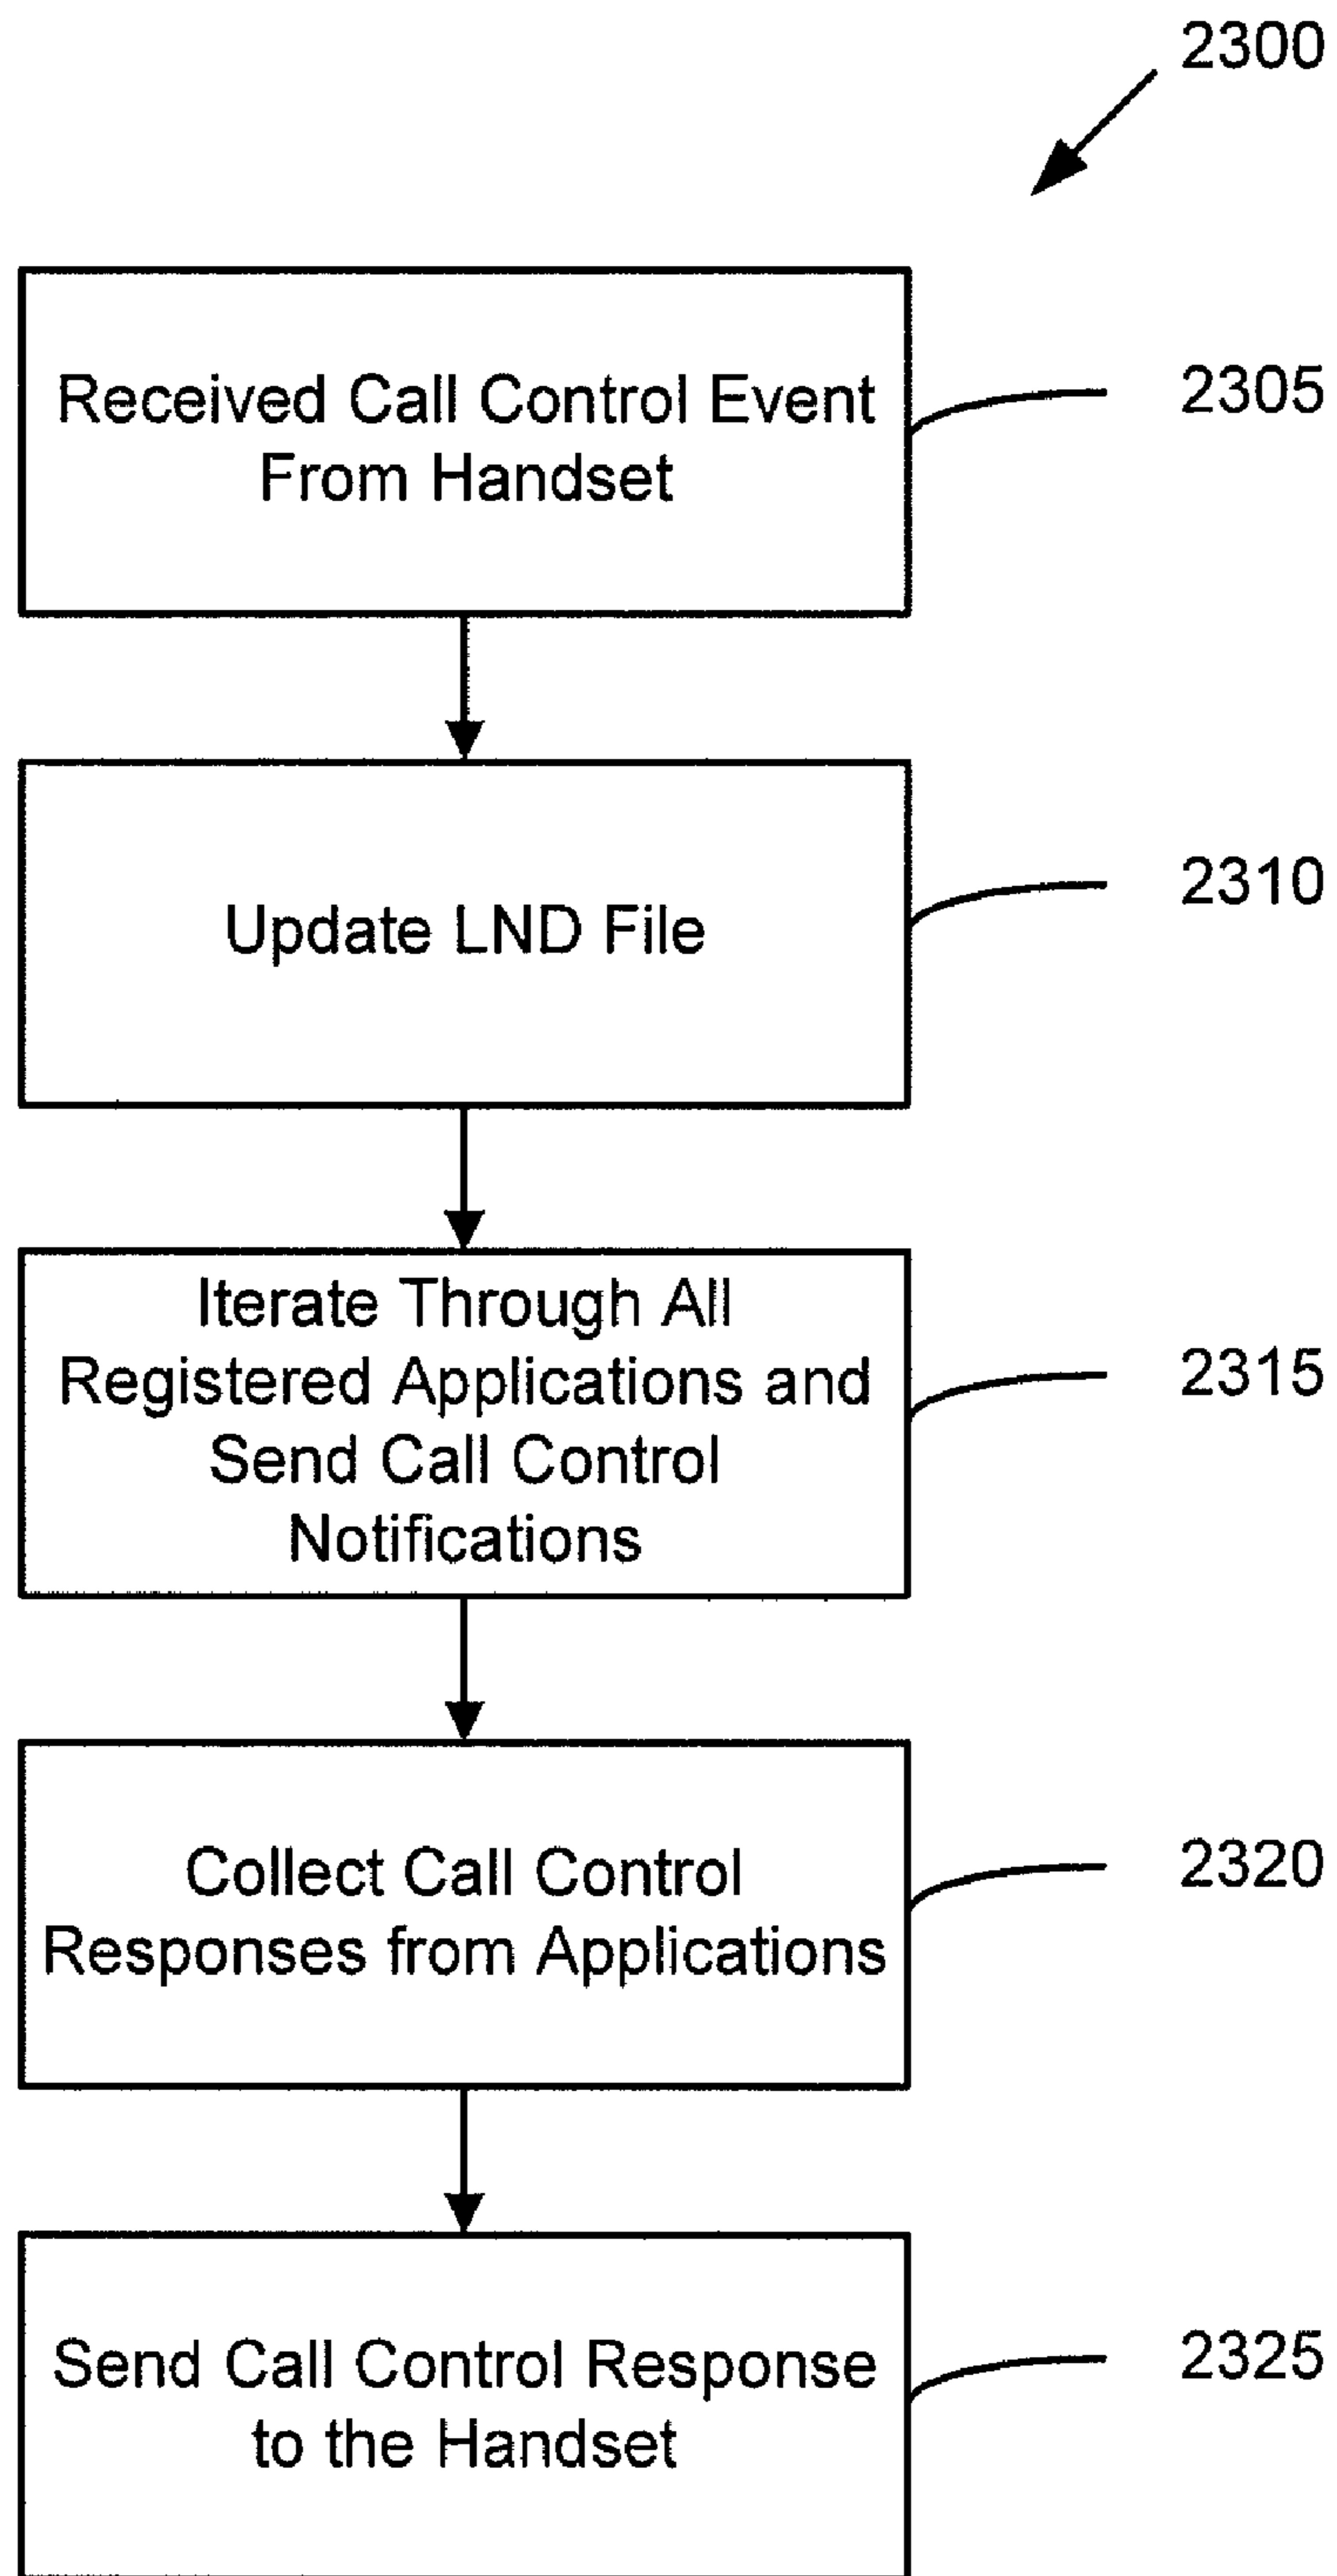 2300
Received Call Control Event
From Handset
2305
Update LND File
2310
Iterate Through All
Registered Applications and
Send Call Control
Notifications
2315
Collect Call Control
Responses from Applications
2320
Send Call Control Response
to the Handset
2325